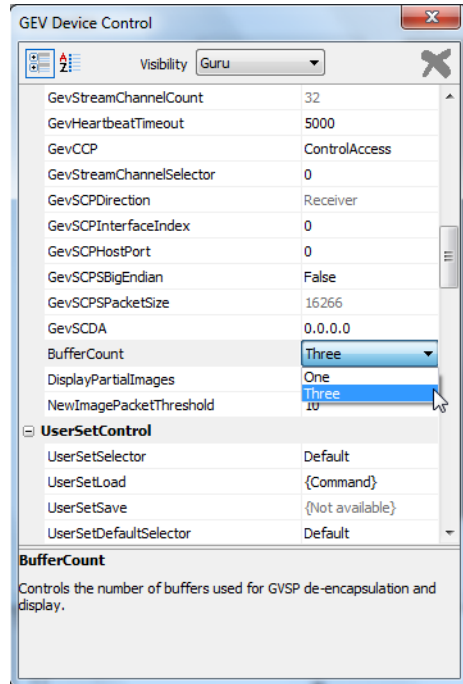 GEV Device Control
Visibility Guru
GevStreamChannelCount 32
GevHeartbeatTimeout 5000
GevCCP ControlAccess
GevStreamChannelSelector 0
GevSCPDirection Receiver
GevSCPInterfaceIndex 0
GevSCPHostPort 0
GevSCPSBigEndian False
GevSCPSPacketSize 16266
GevSCDA 0.0.0.0
BufferCount Three
DisplayPartialImages One
Three
NewImagePacketThreshold 10
UserSetControl
UserSetSelector Default
UserSetLoad {Command}
UserSetSave {Not available}
UserSetDefaultSelector Default
BufferCount
Controls the number of buffers used for GVSP de-encapsulation and
display.